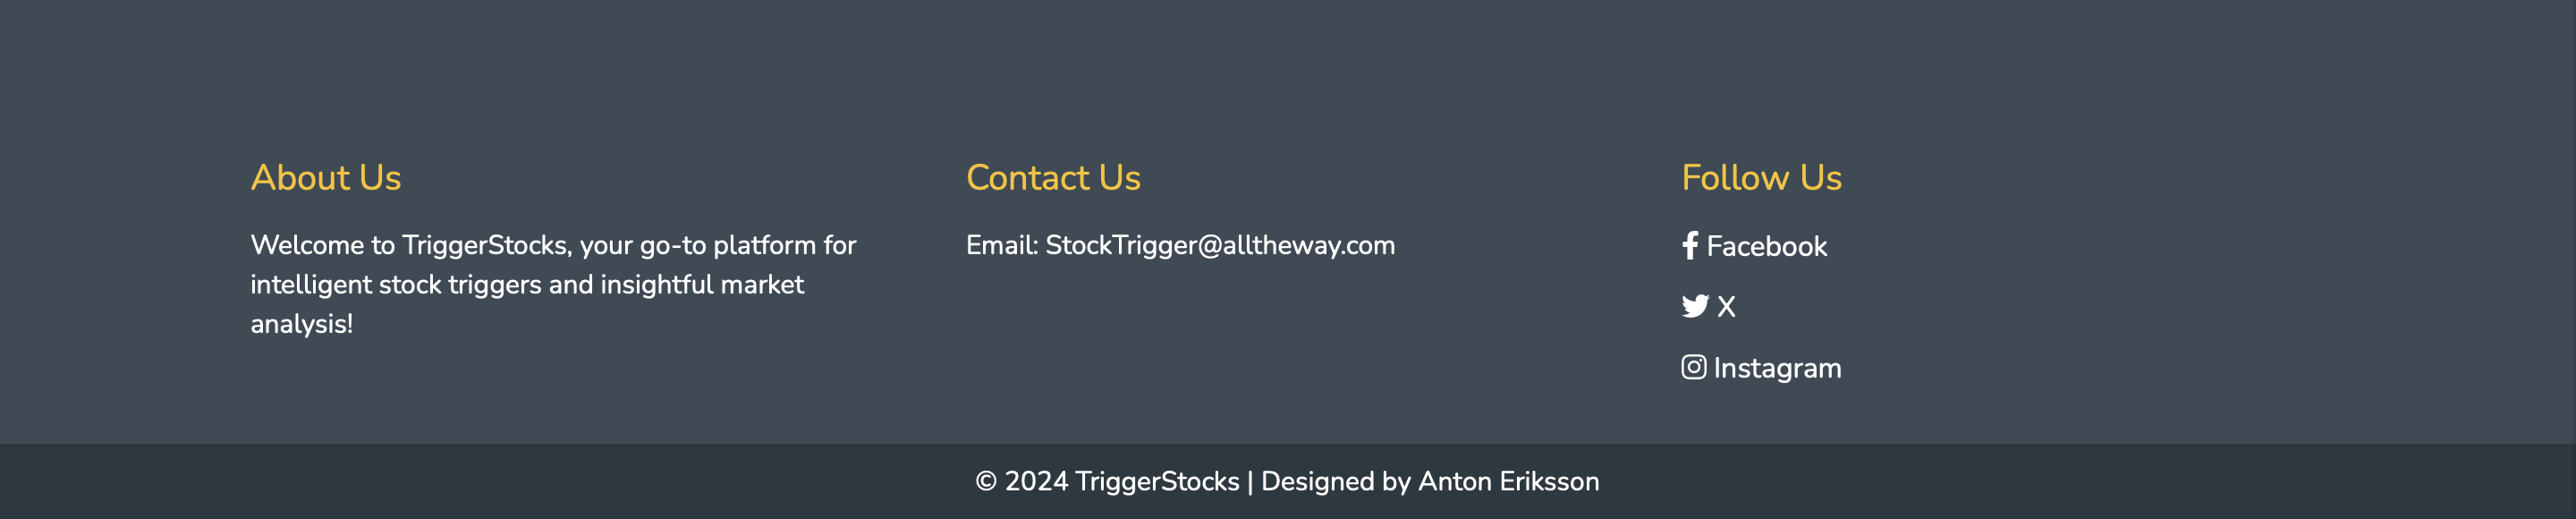 About Us
Welcome to TriggerStocks, your go-to platform for
intelligent stock triggers and insightful market
analysis!
Contact Us
Email: StockTrigger@alltheway.com
Follow Us
Facebook
X
Instagram
© 2024 TriggerStocks | Designed by Anton Eriksson